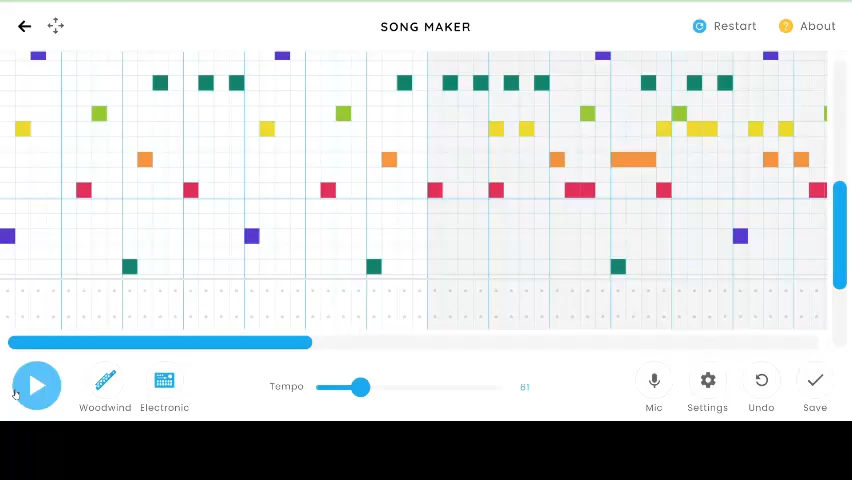 SONG MAKER
Restart
About
Tempo
81
Woodwind
Electronic
Mic
Settings
Undo
Save